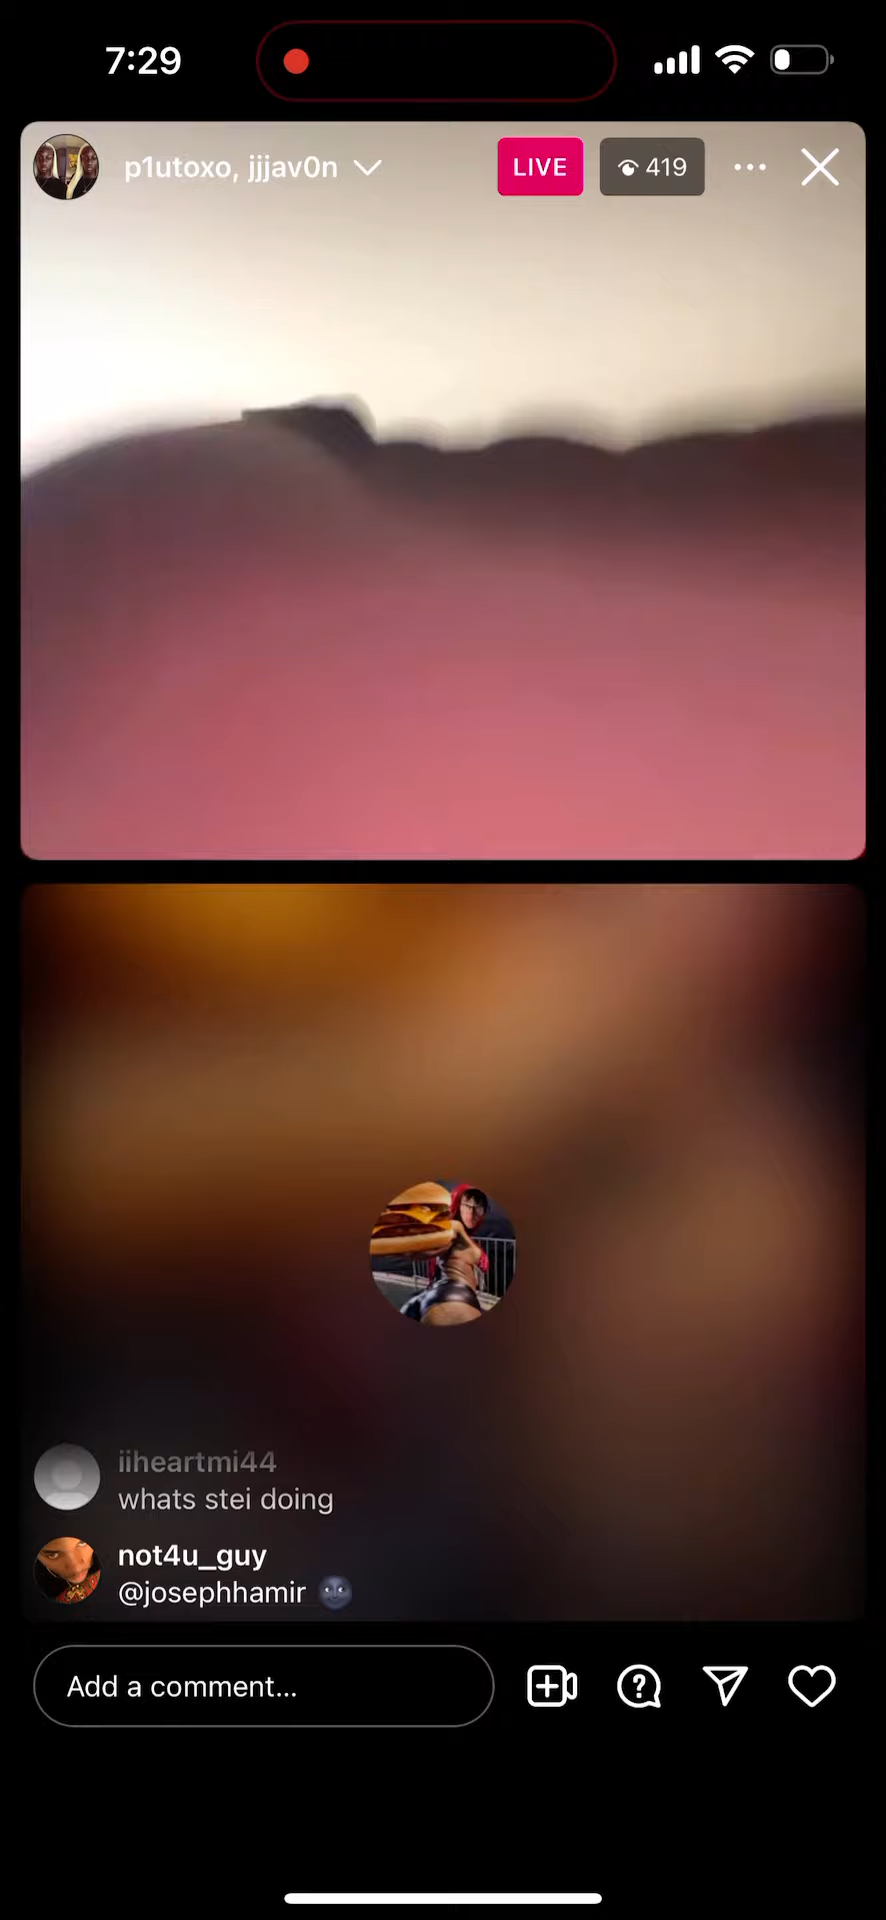 7:29
p1utoxo, jjjav0n
LIVE
419
iiheartmi44
whats stei doing
not4u_guy
@josephhamir 🌚
Add a comment...